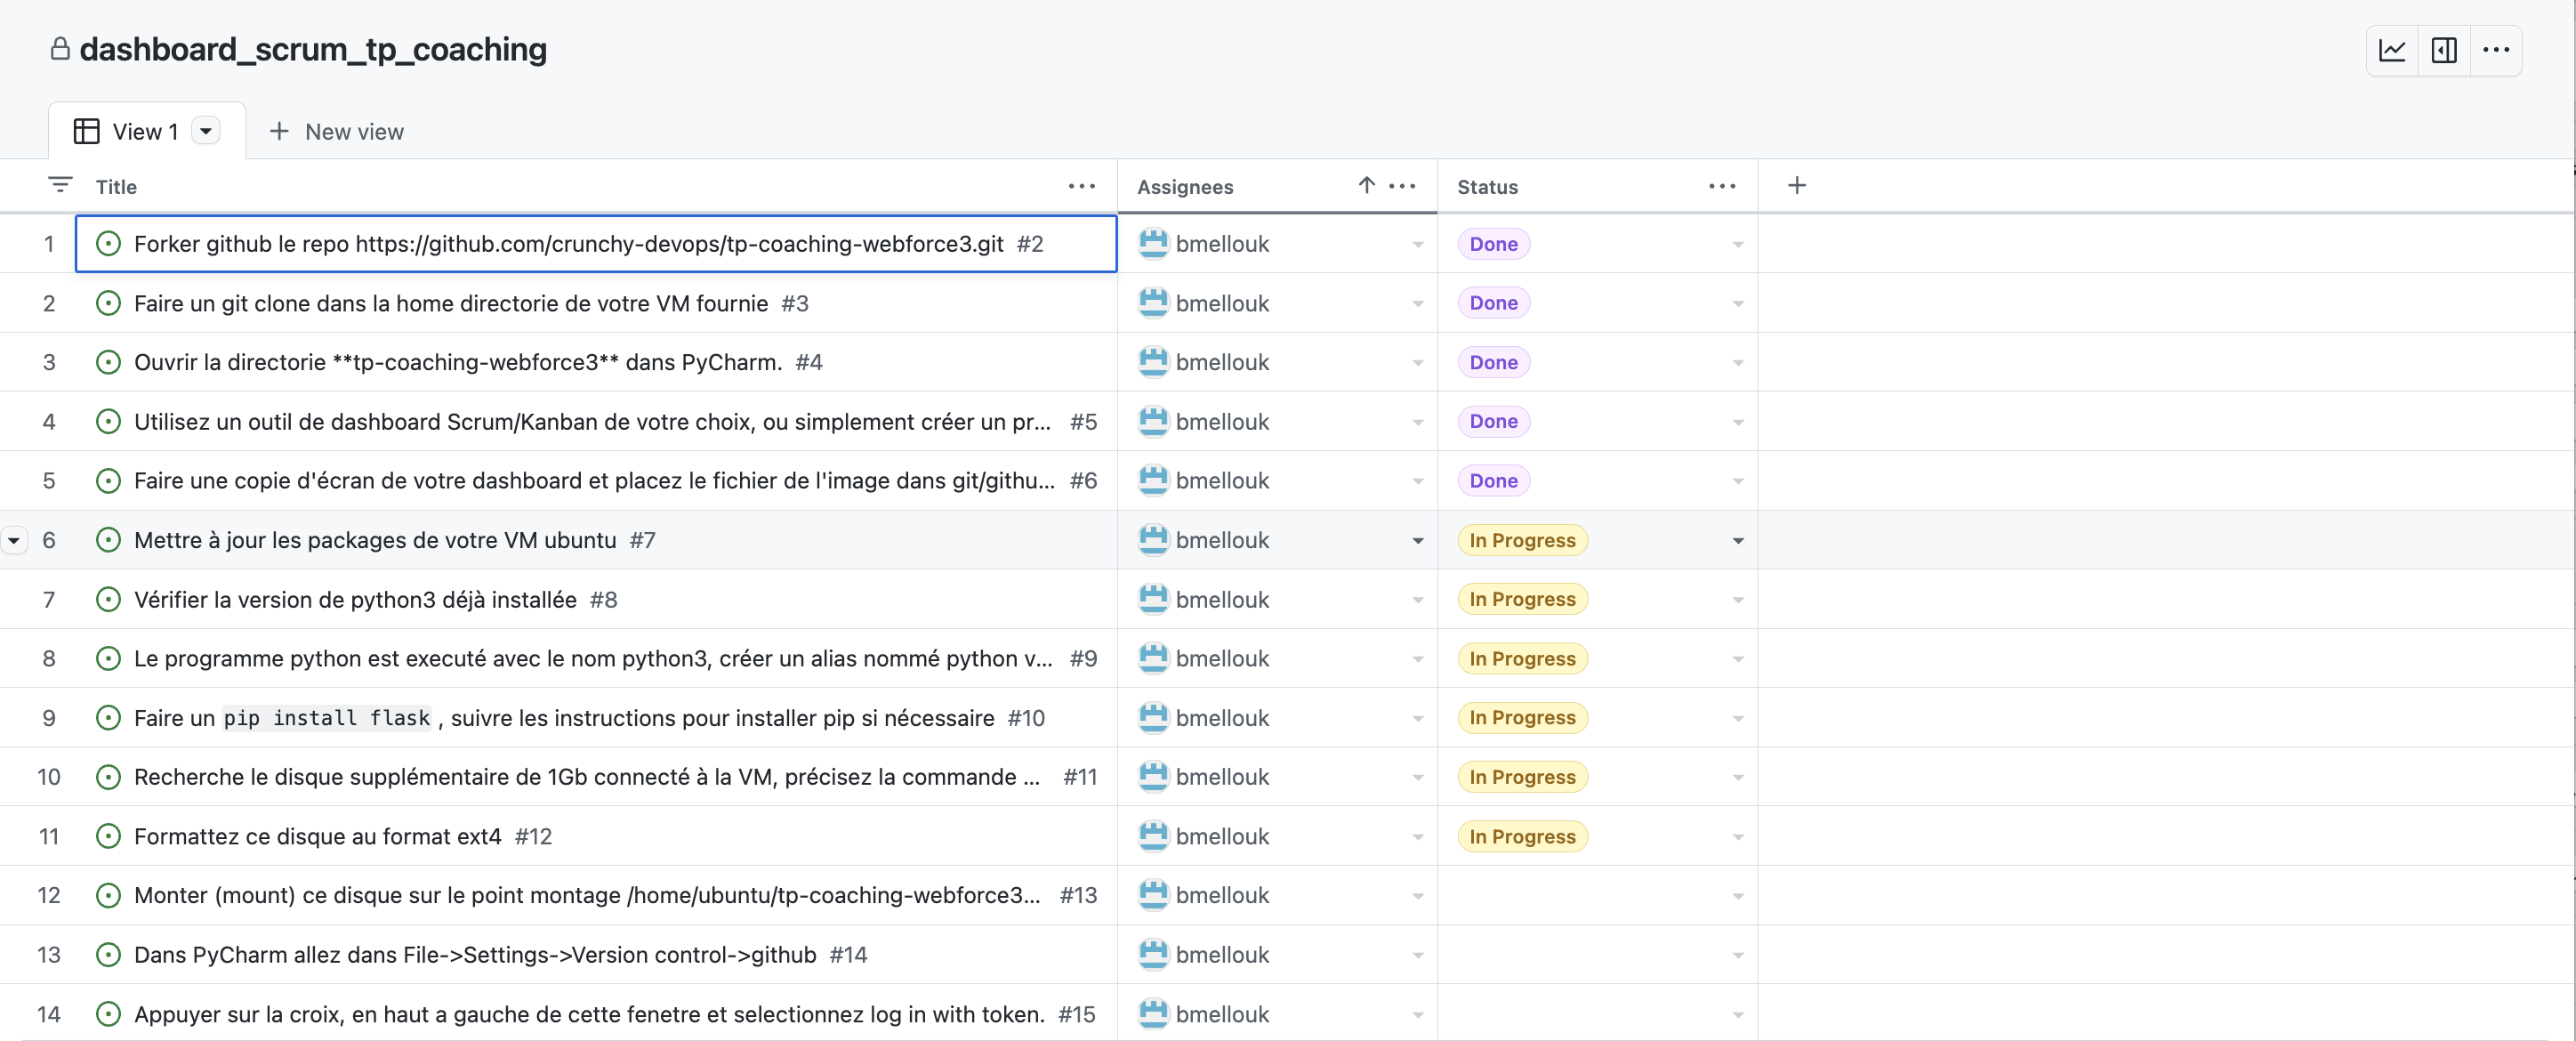 dashboard_scrum_tp_coaching
View 1 New view
Title Assignees Status
1 Forker github le repo https://github.com/crunchy-devops/tp-coaching-webforce3.git #2 bmellouk Done
2 Faire un git clone dans la home directorie de votre VM fournie #3 bmellouk Done
3 Ouvrir la directorie **tp-coaching-webforce3** dans PyCharm. #4 bmellouk Done
4 Utilisez un outil de dashboard Scrum/Kanban de votre choix, ou simplement créer un pr... #5 bmellouk Done
5 Faire une copie d'écran de votre dashboard et placez le fichier de l'image dans git/githu... #6 bmellouk Done
6 Mettre à jour les packages de votre VM ubuntu #7 bmellouk In Progress
7 Vérifier la version de python3 déjà installée #8 bmellouk In Progress
8 Le programme python est executé avec le nom python3, créer un alias nommé python v... #9 bmellouk In Progress
9 Faire un pip install flask , suivre les instructions pour installer pip si nécessaire #10 bmellouk In Progress
10 Recherche le disque supplémentaire de 1Gb connecté à la VM, précisez la commande ... #11 bmellouk In Progress
11 Formattez ce disque au format ext4 #12 bmellouk In Progress
12 Monter (mount) ce disque sur le point montage /home/ubuntu/tp-coaching-webforce3... #13 bmellouk
13 Dans PyCharm allez dans File->Settings->Version control->github #14 bmellouk
14 Appuyer sur la croix, en haut a gauche de cette fenetre et selectionnez log in with token. #15 bmellouk